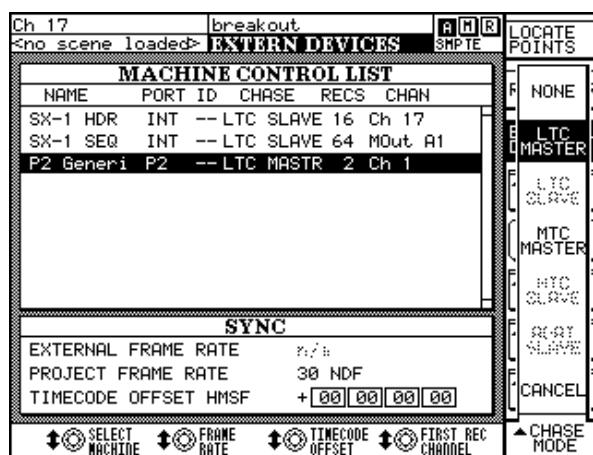 Ch 17 breakout A M R LOCATE
<no scene loaded> EXTERN DEVICES SMPTE POINTS
MACHINE CONTROL LIST
NAME PORT ID CHASE RECS CHAN
SX-1 HDR INT -- LTC SLAVE 16 Ch 17
SX-1 SEQ INT -- LTC SLAVE 64 MOut A1
P2 Generi P2 -- LTC MASTR 2 Ch 1
SYNC
EXTERNAL FRAME RATE n/a
PROJECT FRAME RATE 30 NDF
TIMECODE OFFSET HMSF +00 00 00 00
SELECT MACHINE
FRAME RATE
TIMECODE OFFSET
FIRST REC CHANNEL
NONE
LTC MASTER
LTC SLAVE
MTC MASTER
MTC SLAVE
SLAVE
CANCEL
CHASE MODE